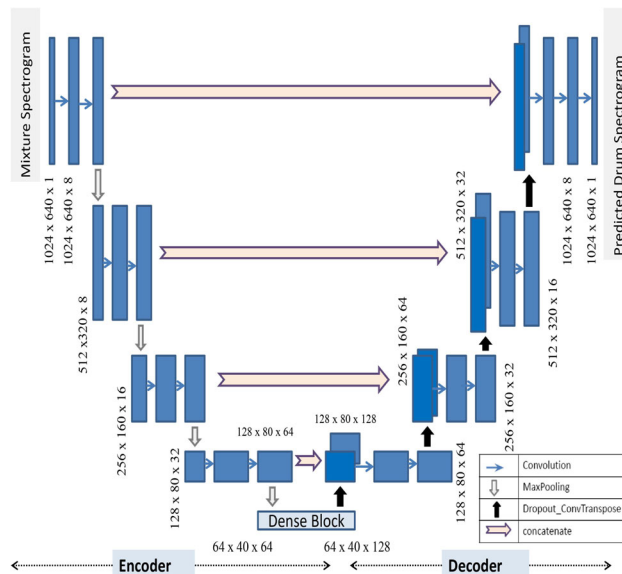 Mixture Spectrogram
1024 x 640 x 1
1024 x 640 x 8
512 x320 x 8
256 x 160 x 16
128 x 80 x 32
128 x 80 x 64
Dense Block
64 x 40 x 64
64 x 40 x 128
128 x 80 x 128
128 x 80 x 64
256 x 160 x 64
256 x 160 x 32
512 x 320 x 32
512 x 320 x 16
1024 x 640 x 8
1024 x 640 x 1
Predicted Drum Spectrogram
Convolution
MaxPooling
Dropout_ConvTranspose
concatenate
Encoder
Decoder